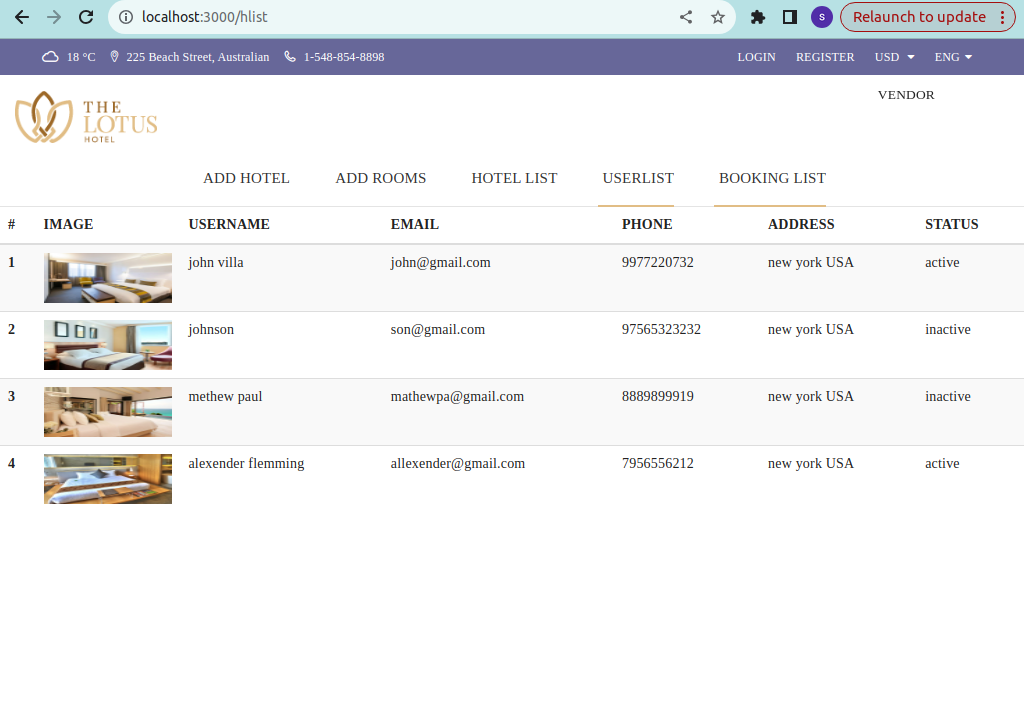 localhost:3000/hlist
S
Relaunch to update
18 °C 225 Beach Street, Australian 1-548-854-8898 LOGIN REGISTER USD ENG
THE
LOTUS
HOTEL
VENDOR
ADD HOTEL ADD ROOMS HOTEL LIST USERLIST BOOKING LIST
# IMAGE USERNAME EMAIL PHONE ADDRESS STATUS
1 john villa john@gmail.com 9977220732 new york USA active
2 johnson son@gmail.com 97565323232 new york USA inactive
3 methew paul mathewpa@gmail.com 8889899919 new york USA inactive
4 alexender flemming allexender@gmail.com 7956556212 new york USA active